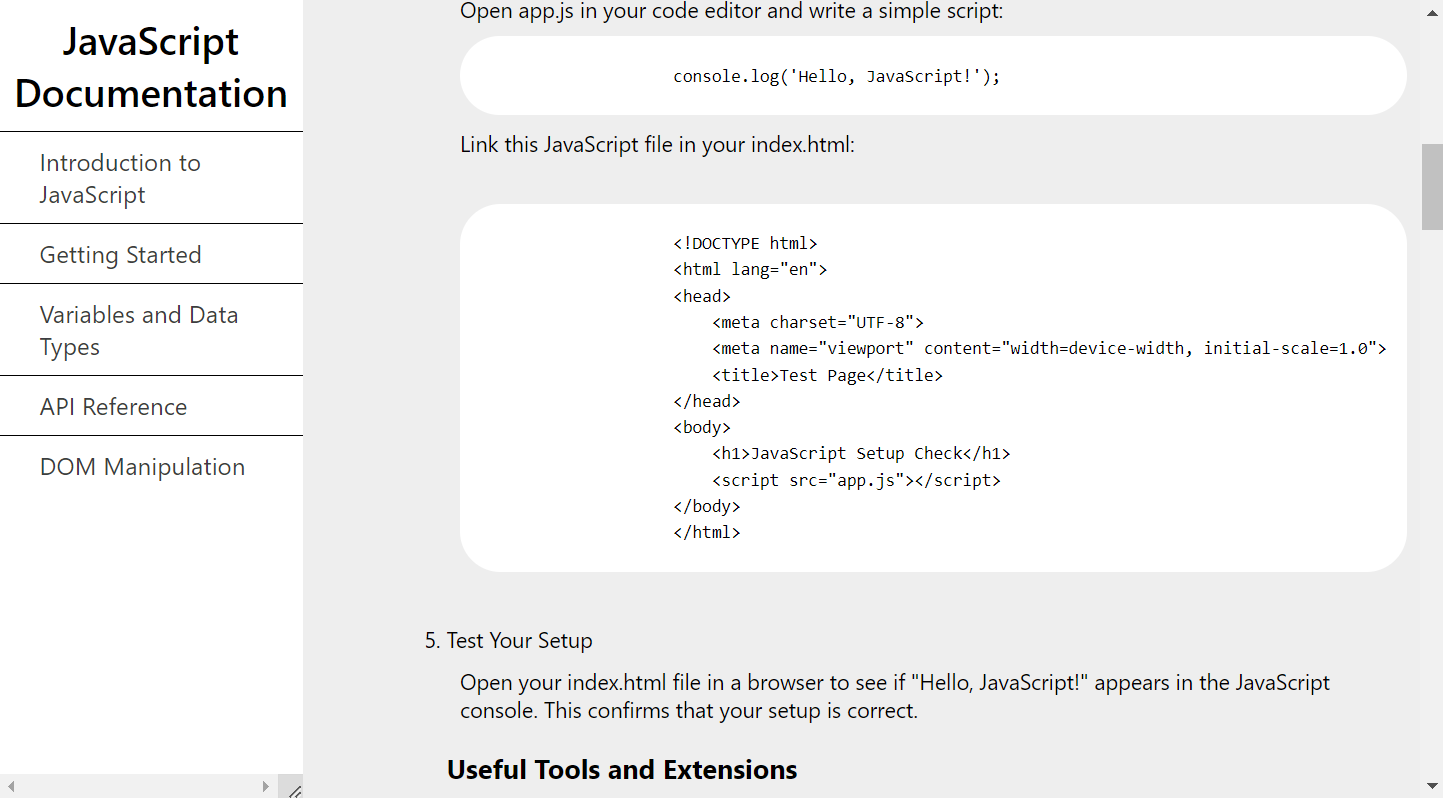 JavaScript
Documentation
Introduction to
JavaScript
Getting Started
Variables and Data
Types
API Reference
DOM Manipulation
Open app.js in your code editor and write a simple script:
console.log('Hello, JavaScript!');
Link this JavaScript file in your index.html:
<!DOCTYPE html>
<html lang="en">
<head>
    <meta charset="UTF-8">
    <meta name="viewport" content="width=device-width, initial-scale=1.0">
    <title>Test Page</title>
</head>
<body>
    <h1>JavaScript Setup Check</h1>
    <script src="app.js"></script>
</body>
</html>
5. Test Your Setup
Open your index.html file in a browser to see if "Hello, JavaScript!" appears in the JavaScript
console. This confirms that your setup is correct.
Useful Tools and Extensions